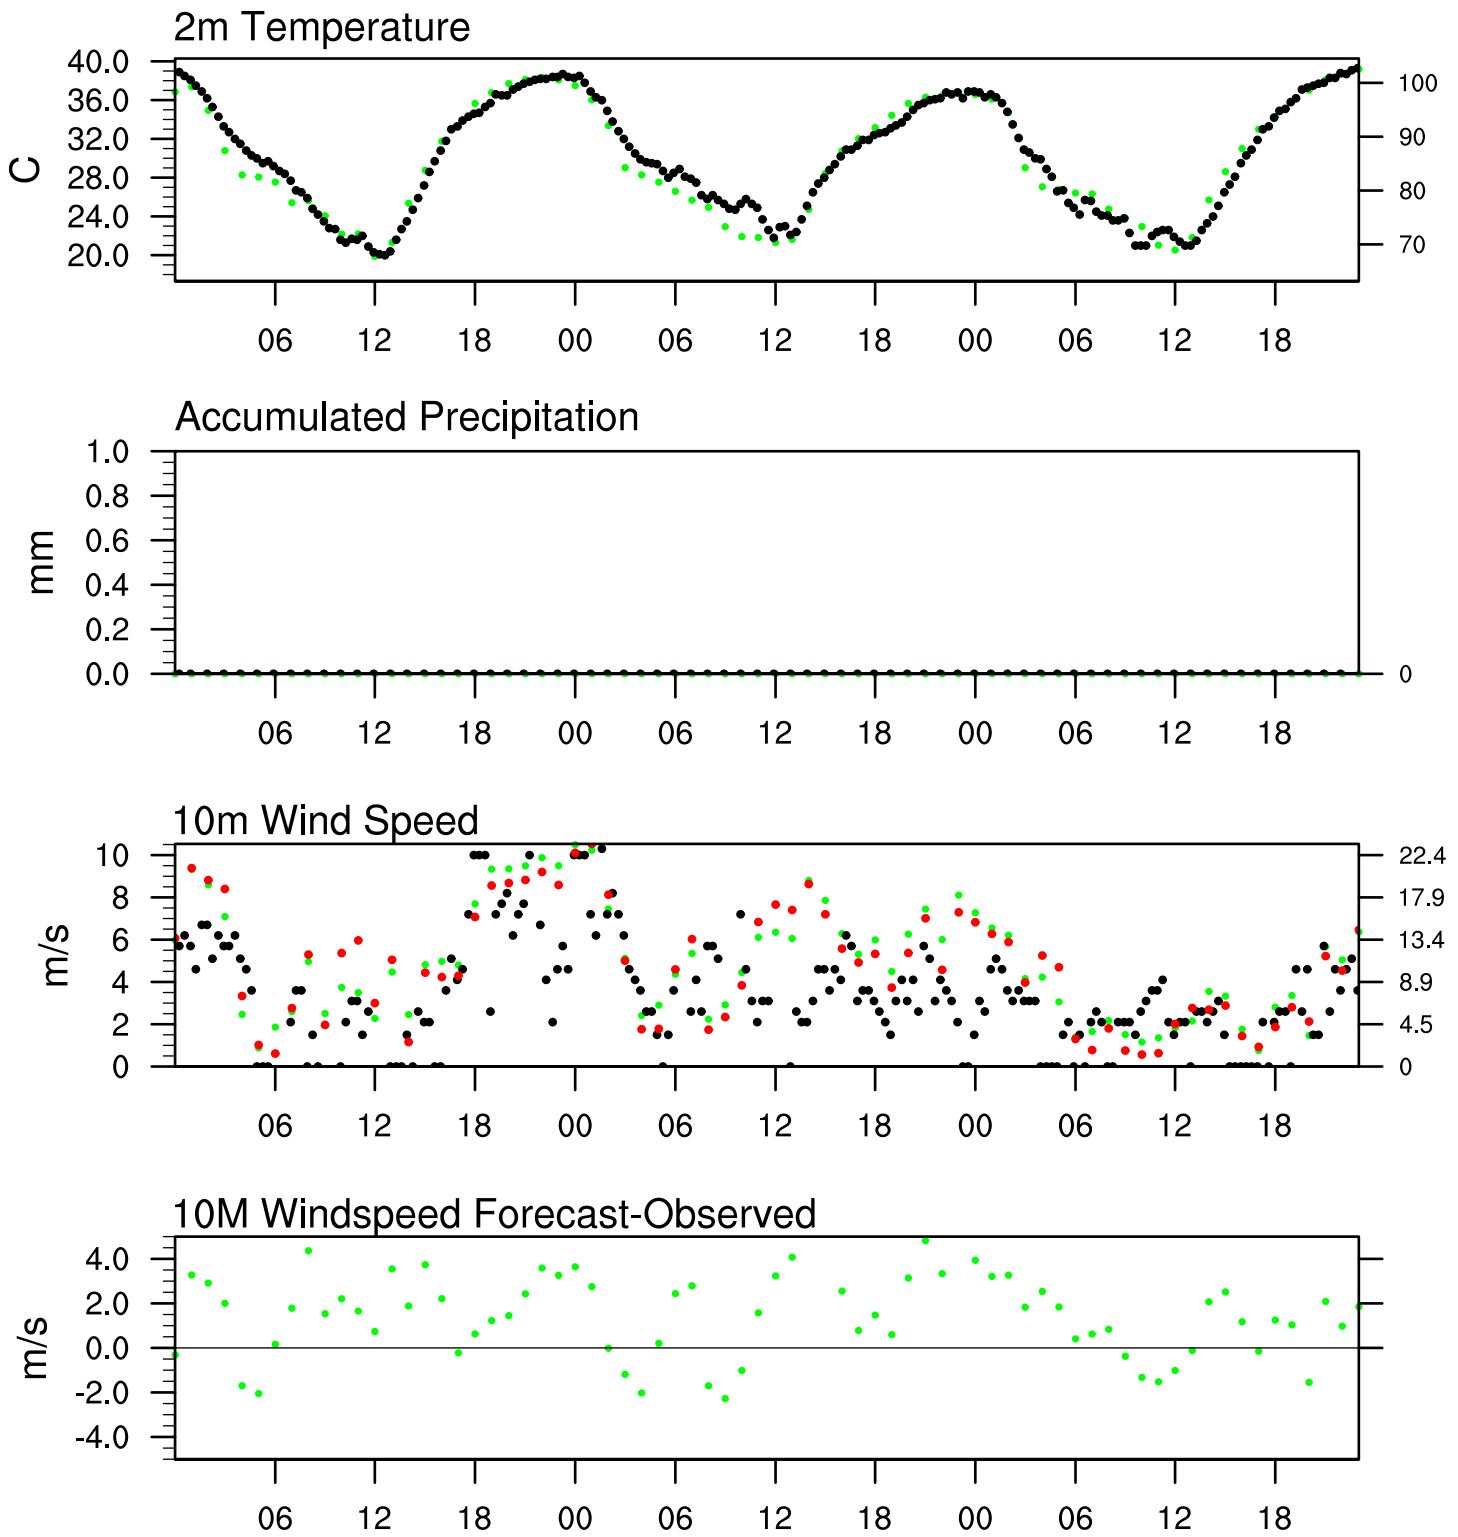 2m Temperature
40.0
36.0
32.0
28.0
24.0
20.0
C
100
90
80
70
06 12 18 00 06 12 18 00 06 12 18
Accumulated Precipitation
1.0
0.8
0.6
0.4
0.2
0.0
mm
0
06 12 18 00 06 12 18 00 06 12 18
10m Wind Speed
10
8
6
4
2
0
m/s
22.4
17.9
13.4
8.9
4.5
0
06 12 18 00 06 12 18 00 06 12 18
10M Windspeed Forecast-Observed
4.0
2.0
0.0
-2.0
-4.0
m/s
06 12 18 00 06 12 18 00 06 12 18